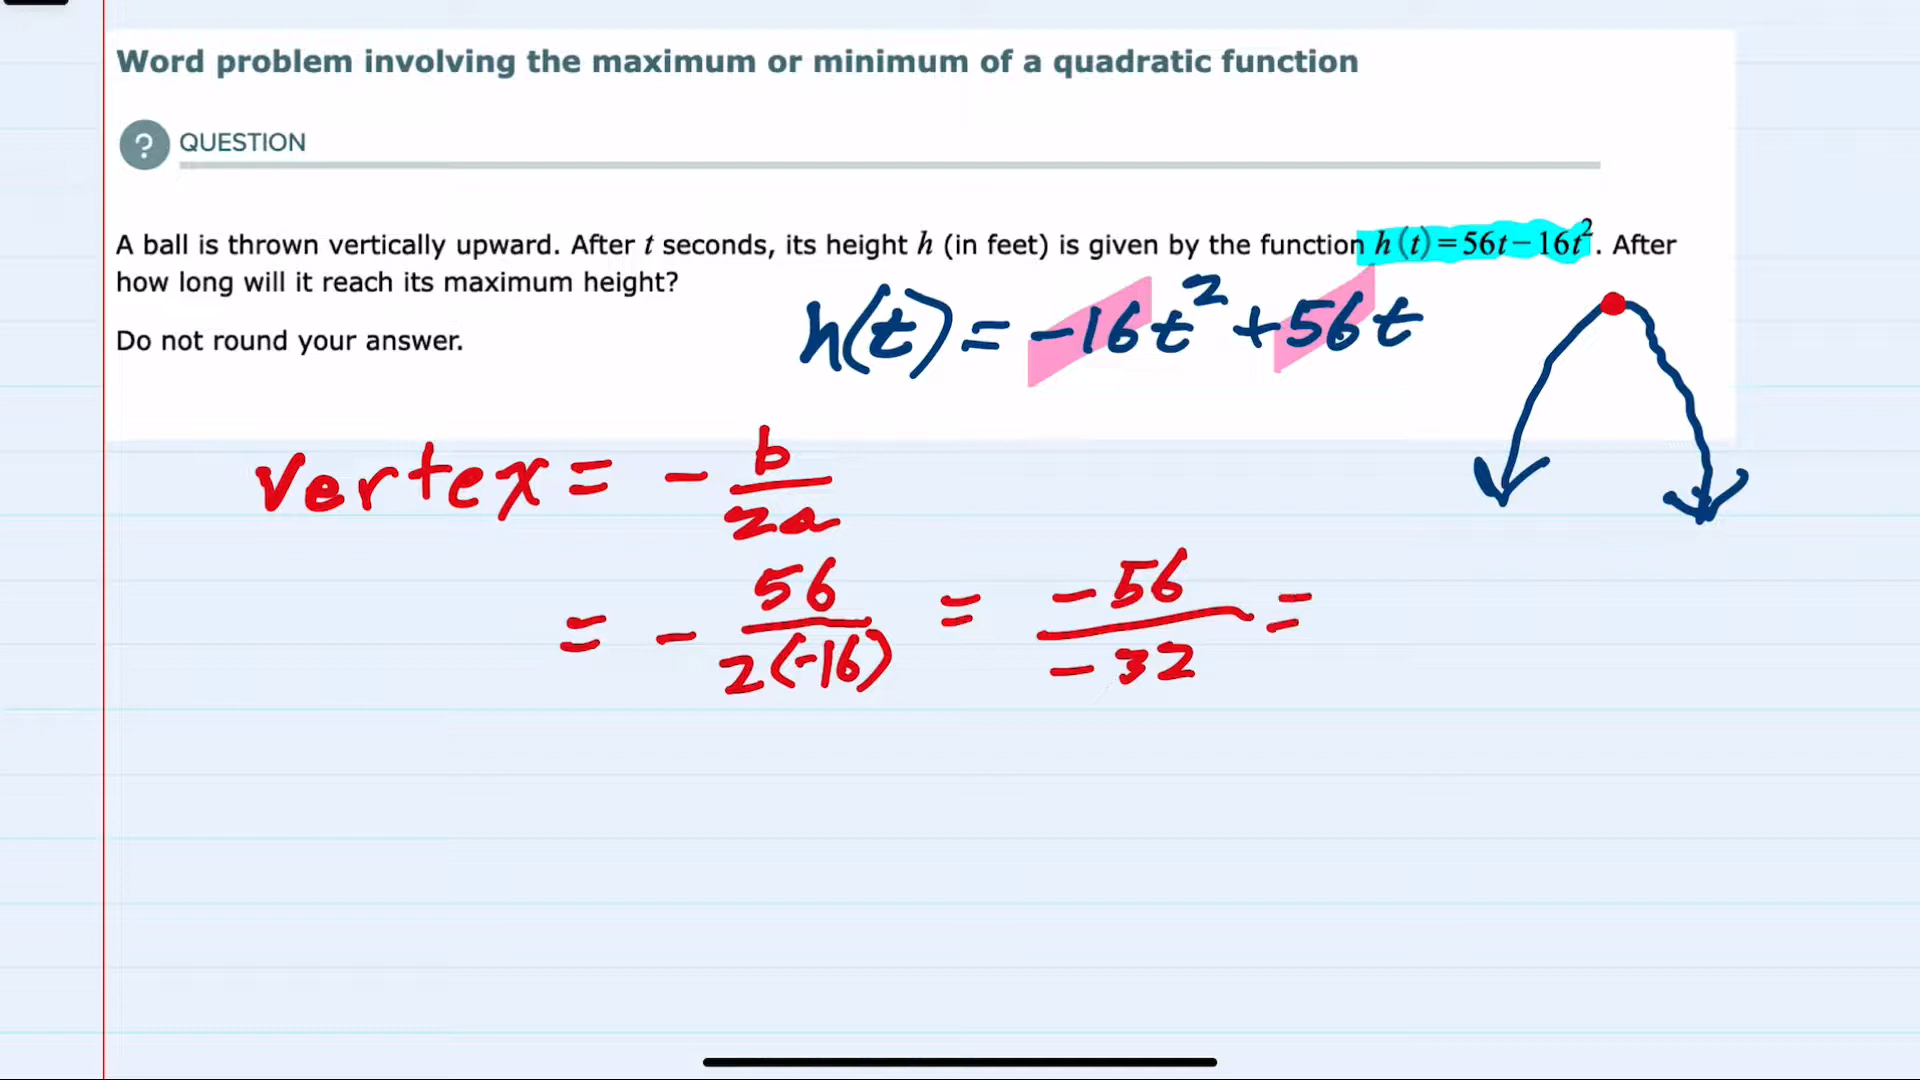 Word problem involving the maximum or minimum of a quadratic function
? QUESTION
A ball is thrown vertically upward. After t seconds, its height h (in feet) is given by the function h(t)=56t−16t². After
how long will it reach its maximum height?
Do not round your answer.
h(t) = -16t² +56t
vertex = - b/2a
= - 56/2(-16) = -56/-32 =